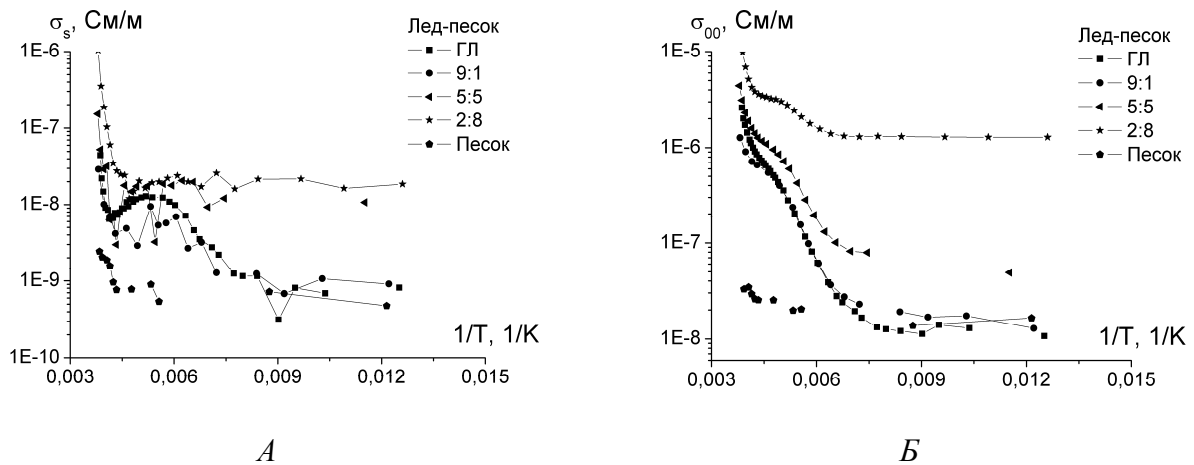 σs, См/м
1E-6
1E-7
1E-8
1E-9
1E-10
0,003
0,006
0,009
0,012
0,015
1/T, 1/K
Лед-песок
ГЛ
9:1
5:5
2:8
Песок
А
σ00, См/м
1E-5
1E-6
1E-7
1E-8
0,003
0,006
0,009
0,012
0,015
1/T, 1/K
Лед-песок
ГЛ
9:1
5:5
2:8
Песок
Б